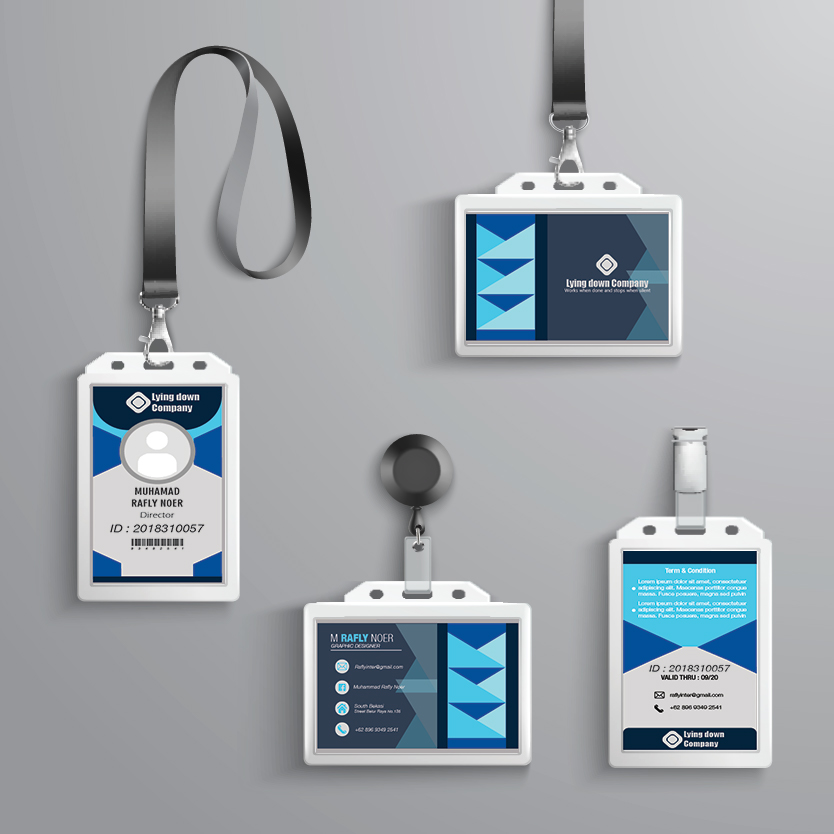 Lying down Company
Works when done and stops when silent
Lying down
Company
MUHAMAD
RAFLY NOER
Director
ID : 2018310057
M RAFLY NOER
GRAPHIC DESIGNER
Raflyinter@gmail.com
Muhammad Rafly Noer
South Bekasi
Street Batur Raya No.109
+62 896 9349 2541
Term & Condition
Lorem ipsum dolor sit amet, consectetuer
adipiscing elit. Maecenas porttitor congue
massa. Fusce posuere, magna sed pulvin
Lorem ipsum dolor sit amet, consectetuer
adipiscing elit. Maecenas porttitor congue
massa. Fusce posuere, magna sed pulvin
ID : 2018310057
VALID THRU : 09/20
raflyinter@gmail.com
+62 896 9349 2541
Lying down
Company